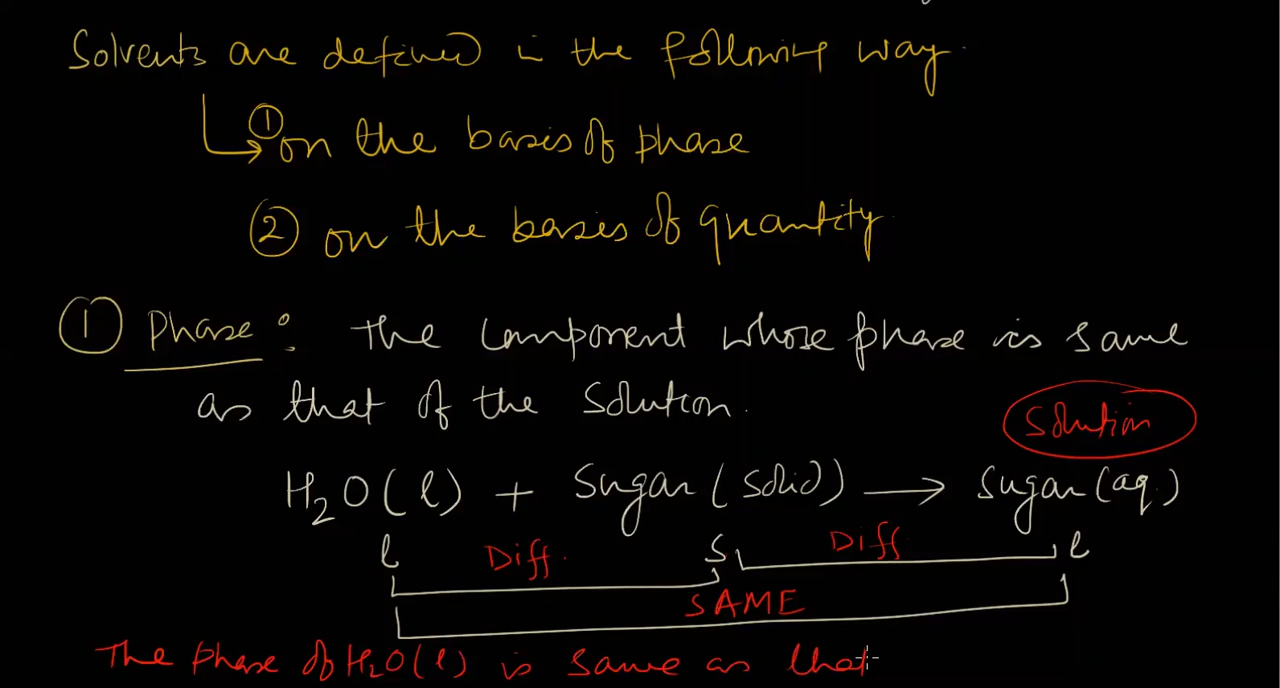 Solvents are defined in the following way.
① on the basis of phase
② on the basis of quantity
① Phase : The component whose phase is same
as that of the solution.
Solution
H₂O(l) + Sugar (solid) → Sugar (aq.)
l Diff. S Diff l
SAME
The phase of H₂O(l) is same as that